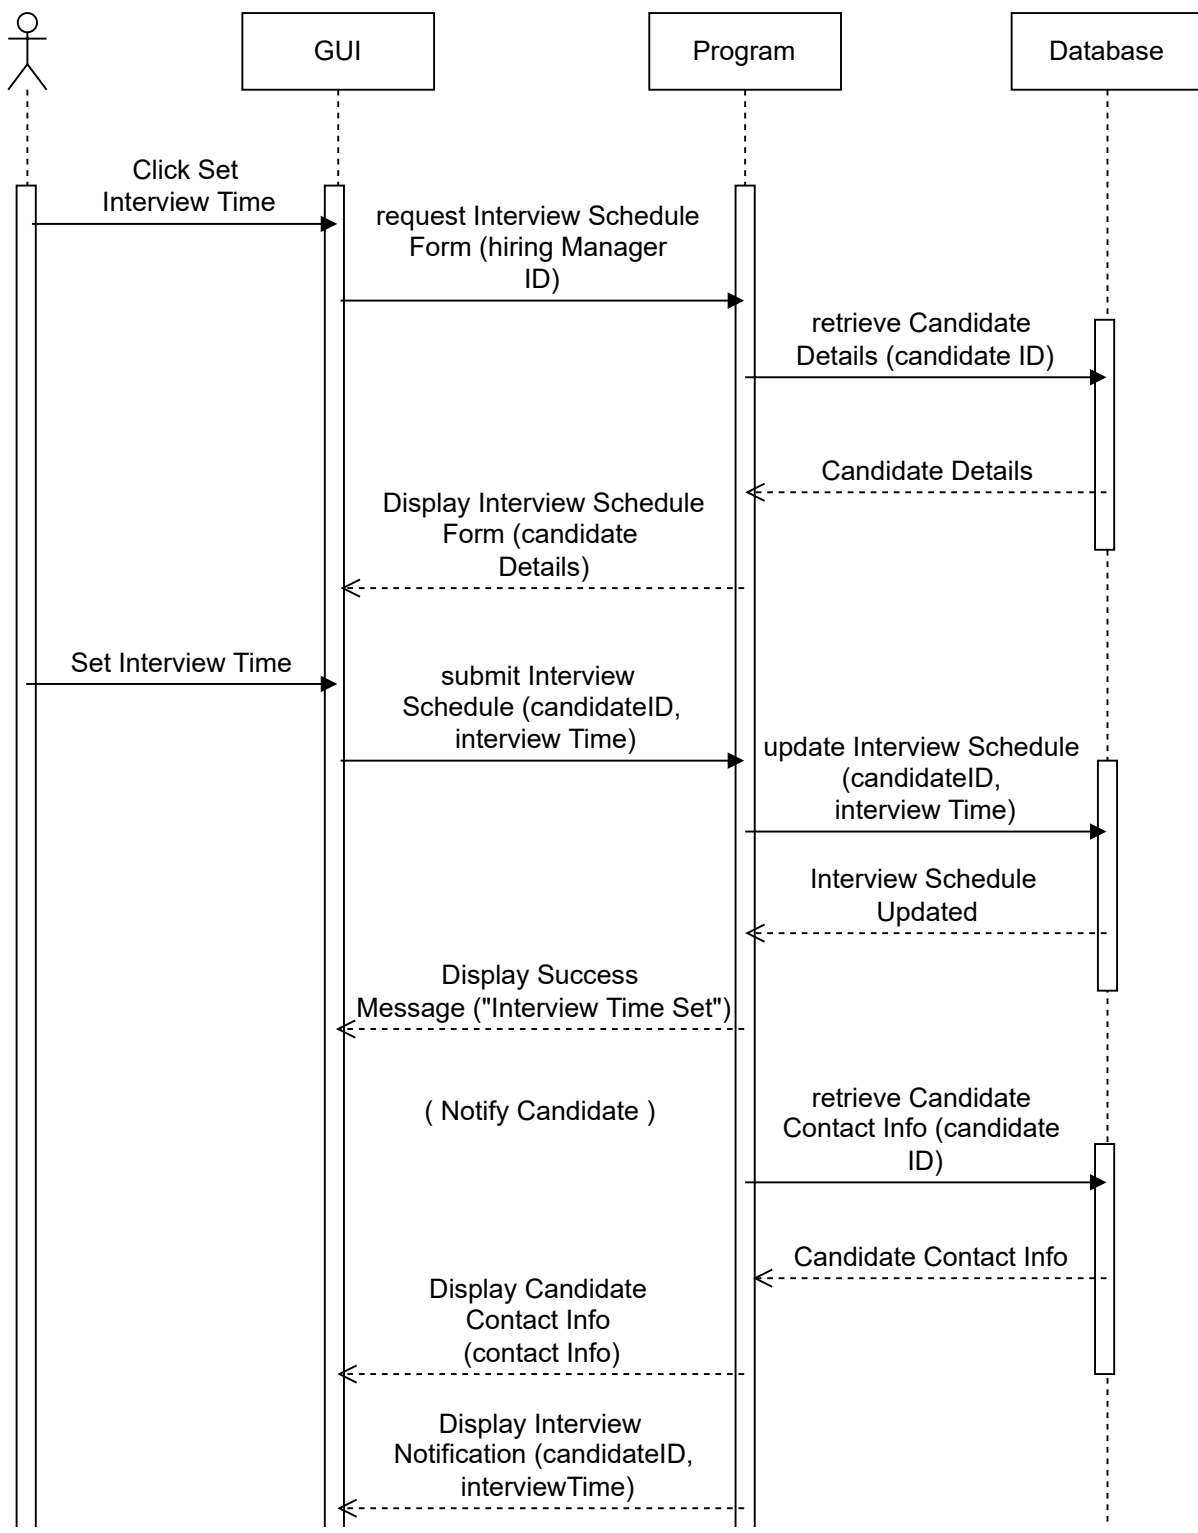 GUI
Program
Database
Click Set
Interview Time
request Interview Schedule
Form (hiring Manager
ID)
retrieve Candidate
Details (candidate ID)
Candidate Details
Display Interview Schedule
Form (candidate
Details)
Set Interview Time
submit Interview
Schedule (candidateID,
interview Time)
update Interview Schedule
(candidateID,
interview Time)
Interview Schedule
Updated
Display Success
Message ("Interview Time Set")
( Notify Candidate )
retrieve Candidate
Contact Info (candidate
ID)
Candidate Contact Info
Display Candidate
Contact Info
(contact Info)
Display Interview
Notification (candidateID,
interviewTime)